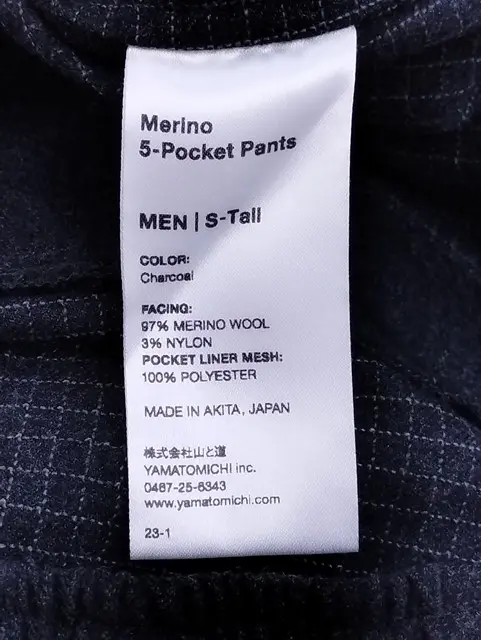 Merino
5-Pocket Pants
MEN | S-Tall
COLOR:
Charcoal
FACING:
97% MERINO WOOL
3% NYLON
POCKET LINER MESH:
100% POLYESTER
MADE IN AKITA, JAPAN
株式会社山と道
YAMATOMICHI inc.
0467-25-6343
www.yamatomichi.com
23-1